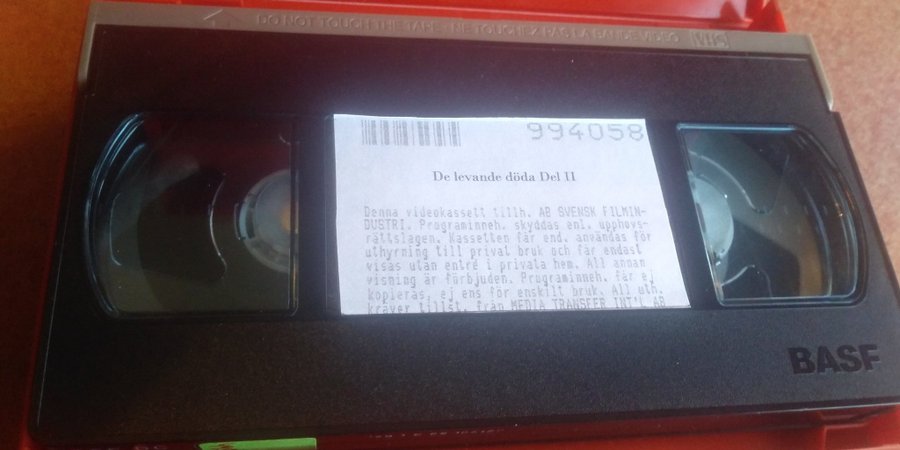 DO NOT TOUCH THE TAPE · NE TOUCHEZ PAS LA BANDE VIDEO
VHS
994058
De levande döda Del II
Denna videokassett tillh. AB SVENSK FILMIN-
DUSTRI. Programinneh. skyddas enl. upphovs-
rättslagen. Kassetten får end. användas för
uthyrning till privat bruk och får endast
visas utan entré i privata hem. All annan
visning är förbjuden. Programinneh. får ej
kopieras, ej ens för enskilt bruk. All uth.
kräver tillst. från MEDIA TRANSFER INT'L AB
BASF